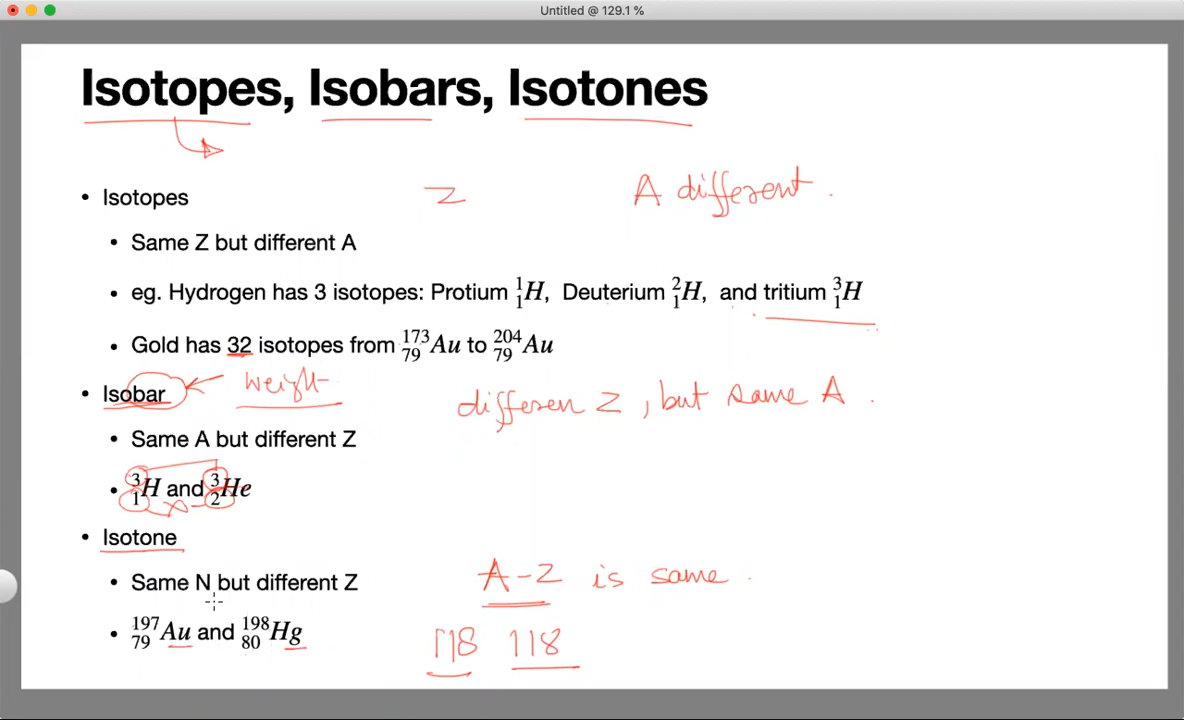 Untitled @ 129.1 %
Isotopes, Isobars, Isotones
• Isotopes Z A different.
• Same Z but different A
• eg. Hydrogen has 3 isotopes: Protium ¹₁H, Deuterium ²₁H, and tritium ³₁H
• Gold has 32 isotopes from ¹⁷³₇₉Au to ²⁰⁴₇₉Au
• Isobar weight differen Z, but same A.
• Same A but different Z
• ³₁H and ³₂He
• Isotone
• Same N but different Z A-Z is same.
• ¹⁹⁷₇₉Au and ¹⁹⁸₈₀Hg 118 118